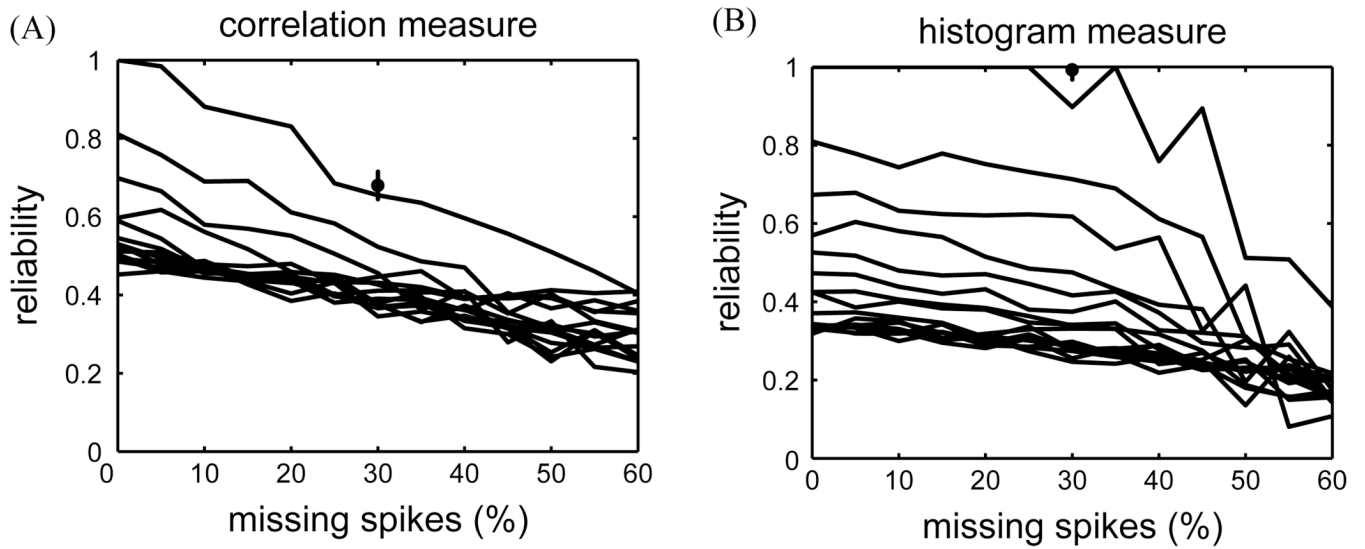 (A)
correlation measure
1
0.8
0.6
0.4
0.2
0
reliability
0 10 20 30 40 50 60
missing spikes (%)
(B)
histogram measure
1
0.8
0.6
0.4
0.2
0
reliability
0 10 20 30 40 50 60
missing spikes (%)